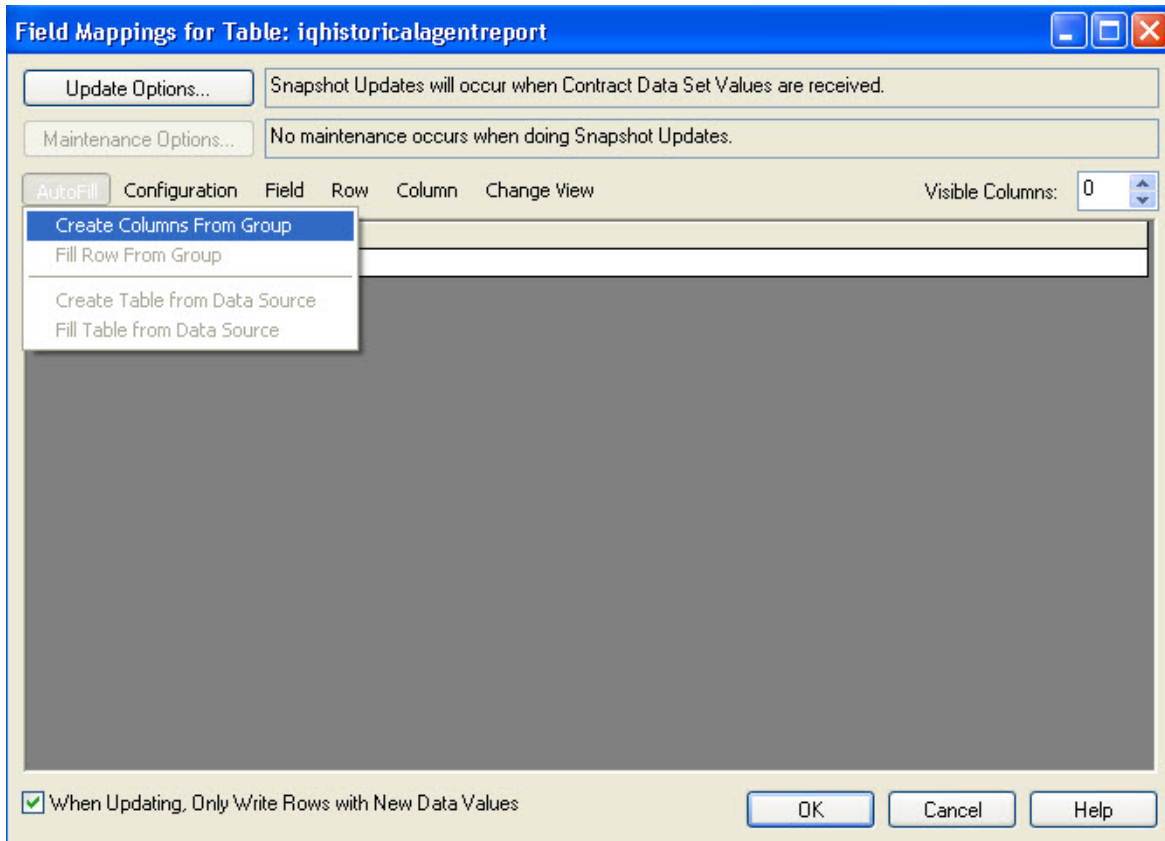 Field Mappings for Table: iqhistoricalagentreport
Update Options...
Snapshot Updates will occur when Contract Data Set Values are received.
Maintenance Options...
No maintenance occurs when doing Snapshot Updates.
AutoFill Configuration Field Row Column Change View Visible Columns: 0
Create Columns From Group
Fill Row From Group
Create Table from Data Source
Fill Table from Data Source
When Updating, Only Write Rows with New Data Values
OK Cancel Help